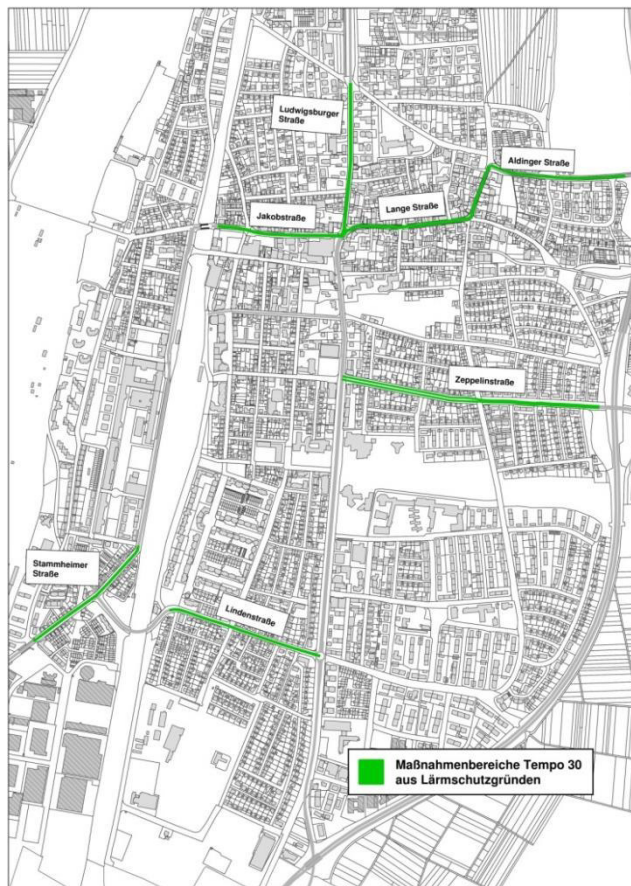 Ludwigsburger
Straße
Aldinger Straße
Jakobstraße
Lange Straße
Zeppelinstraße
Stammheimer
Straße
Lindenstraße
Maßnahmenbereiche Tempo 30
aus Lärmschutzgründen